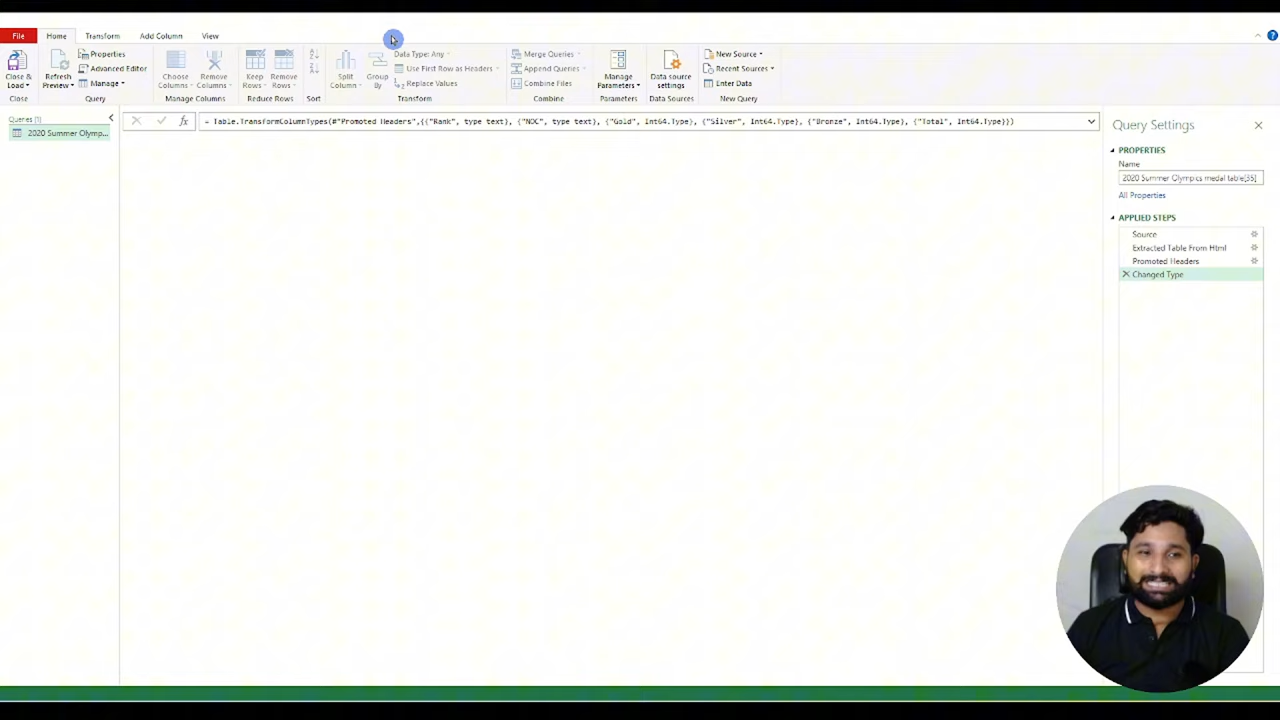 File Home Transform Add Column View
Close & Load Refresh Preview Properties Advanced Editor Manage Choose Columns Remove Columns Keep Rows Remove Rows Split Column Group By Data Type: Any Use First Row as Headers Replace Values Merge Queries Append Queries Combine Files Manage Parameters Data source settings New Source Recent Sources Enter Data
Close Query Manage Columns Reduce Rows Sort Transform Combine Parameters Data Sources New Query
Queries [1]
2020 Summer Olymp...
fx = Table.TransformColumnTypes(#"Promoted Headers",{{"Rank", type text}, {"NOC", type text}, {"Gold", Int64.Type}, {"Silver", Int64.Type}, {"Bronze", Int64.Type}, {"Total", Int64.Type}})
Query Settings
PROPERTIES
Name
2020 Summer Olympics medal table[35]
All Properties
APPLIED STEPS
Source
Extracted Table From Html
Promoted Headers
Changed Type